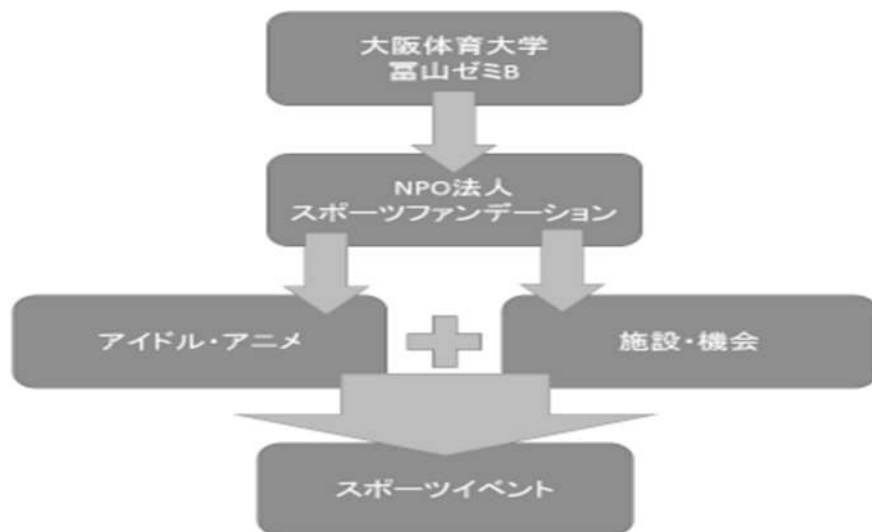 大阪体育大学
冨山ゼミB
NPO法人
スポーツファンデーション
アイドル・アニメ
施設・機会
スポーツイベント